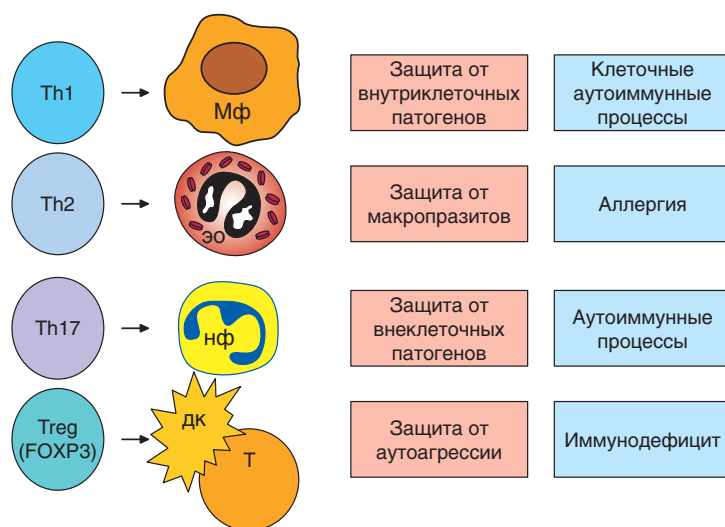 Th1
Мф
Защита от
внутриклеточных
патогенов
Клеточные
аутоиммунные
процессы
Th2
эо
Защита от
макропразитов
Аллергия
Th17
нф
Защита от
внеклеточных
патогенов
Аутоиммунные
процессы
Treg
(FOXP3)
дк
Т
Защита от
аутоагрессии
Иммунодефицит